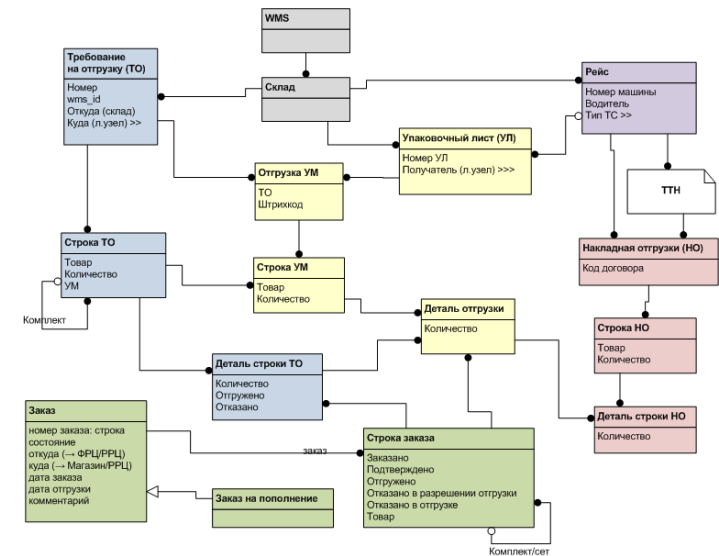 WMS
Требование
на отгрузку (ТО)
Номер
wms_id
Откуда (склад)
Куда (л.узел) >>
Склад
Рейс
Номер машины
Водитель
Тип ТС >>
Упаковочный лист (УЛ)
Номер УЛ
Получатель (л.узел) >>>
Отгрузка УМ
ТО
Штрихкод
ТТН
Строка ТО
Товар
Количество
УМ
Комплект
Строка УМ
Товар
Количество
Накладная отгрузки (НО)
Код договора
Деталь отгрузки
Количество
Строка НО
Товар
Количество
Деталь строки ТО
Количество
Отгружено
Отказано
Деталь строки НО
Количество
Заказ
номер заказа: строка
состояние
откуда (→ ФРЦ/РРЦ)
куда (→ Магазин/РРЦ)
дата заказа
дата отгрузки
комментарий
заказ
Заказ на пополнение
Строка заказа
Заказано
Подтверждено
Отгружено
Отказано в разрешении отгрузки
Отказано в отгрузке
Товар
Комплект/сет